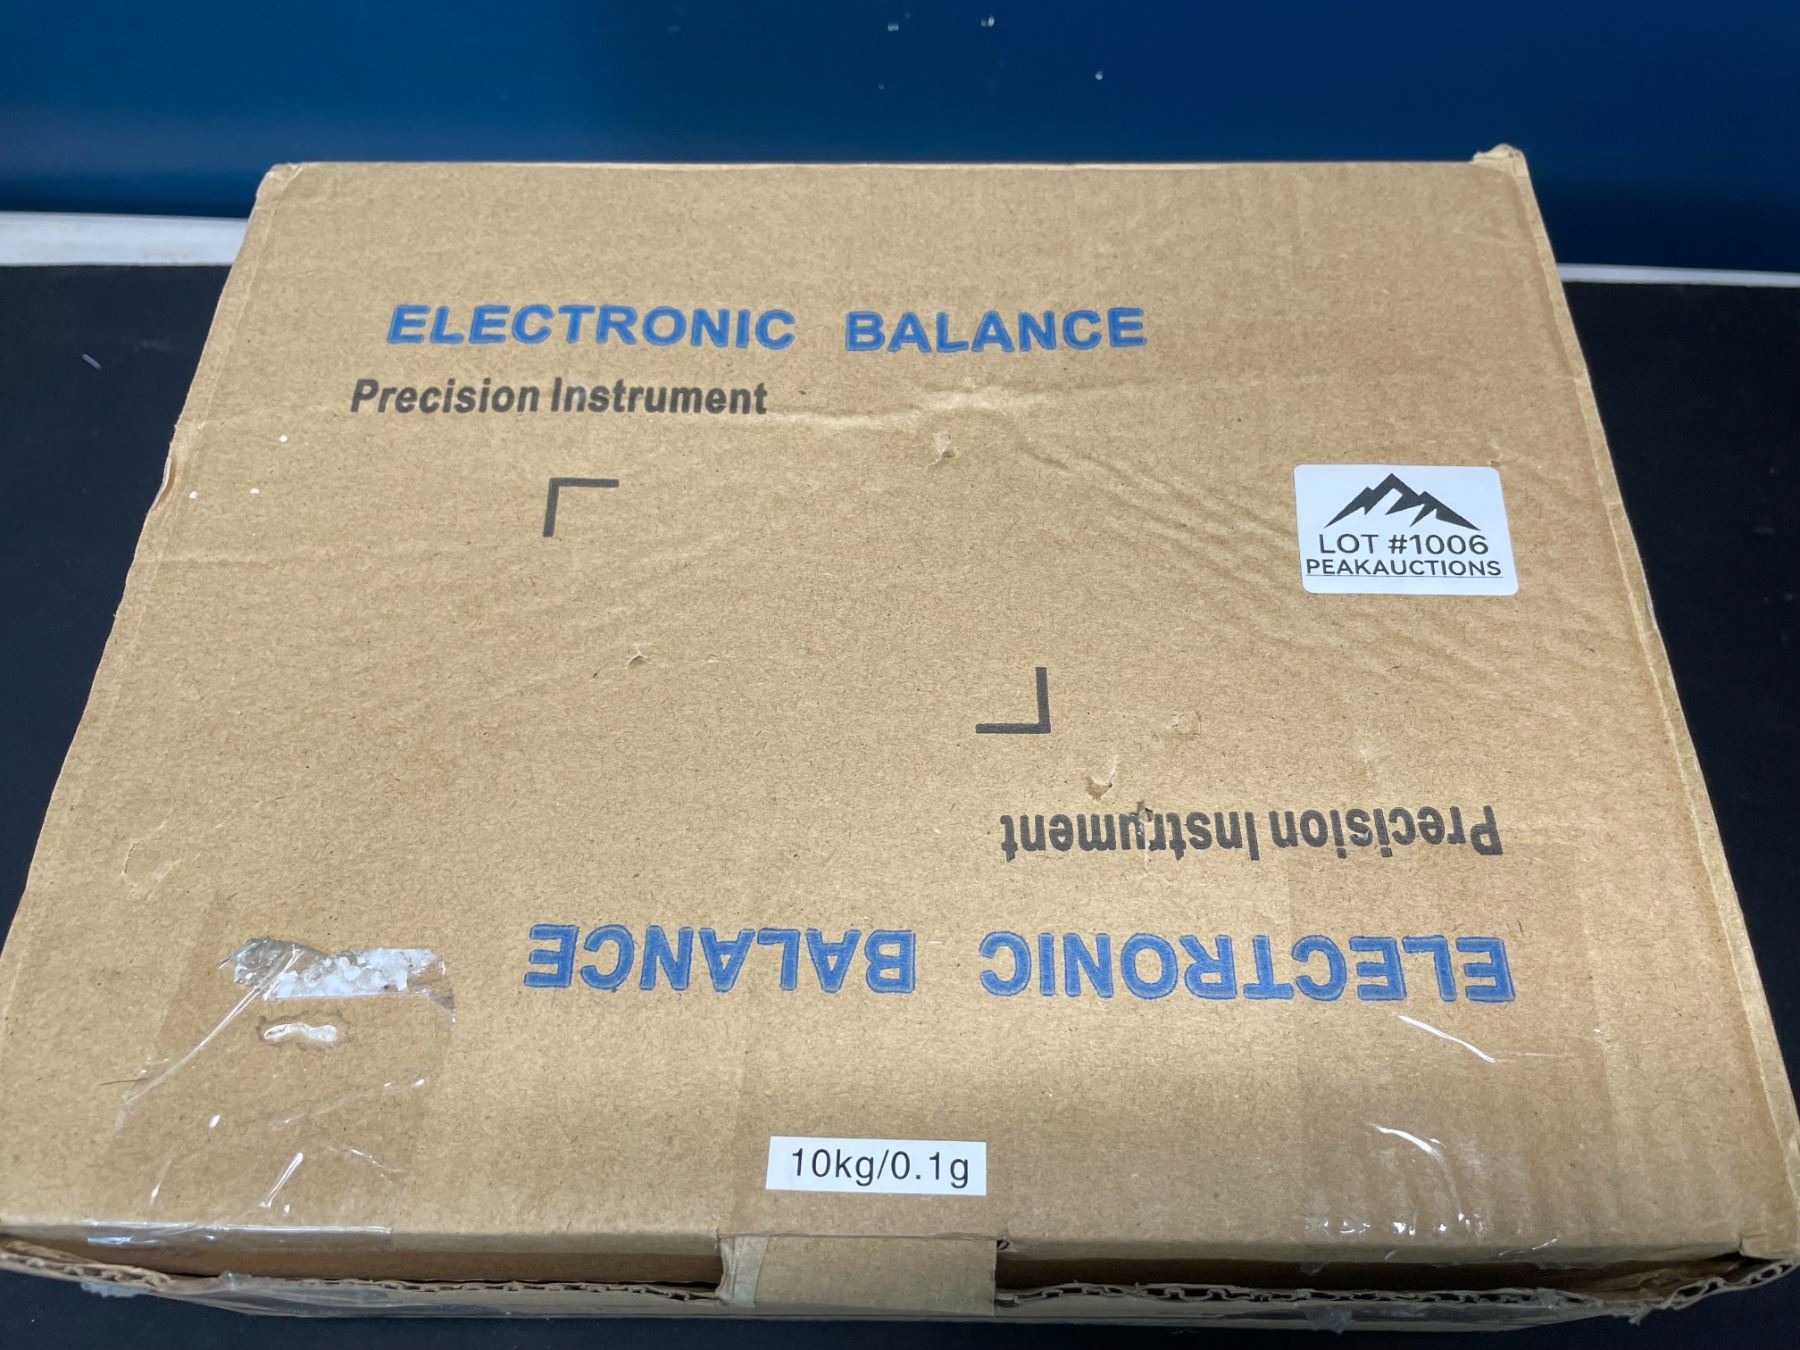 ELECTRONIC BALANCE
Precision Instrument
LOT #1006
PEAKAUCTIONS
Precision Instrument
ELECTRONIC BALANCE
10kg/0.1g